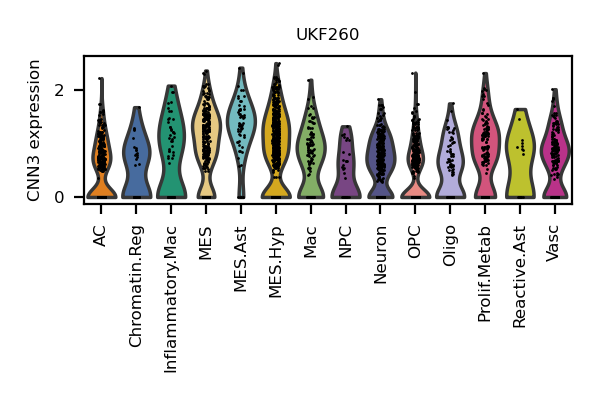 UKF260
CNN3 expression
2
0
AC
Chromatin.Reg
Inflammatory.Mac
MES
MES.Ast
MES.Hyp
Mac
NPC
Neuron
OPC
Oligo
Prolif.Metab
Reactive.Ast
Vasc